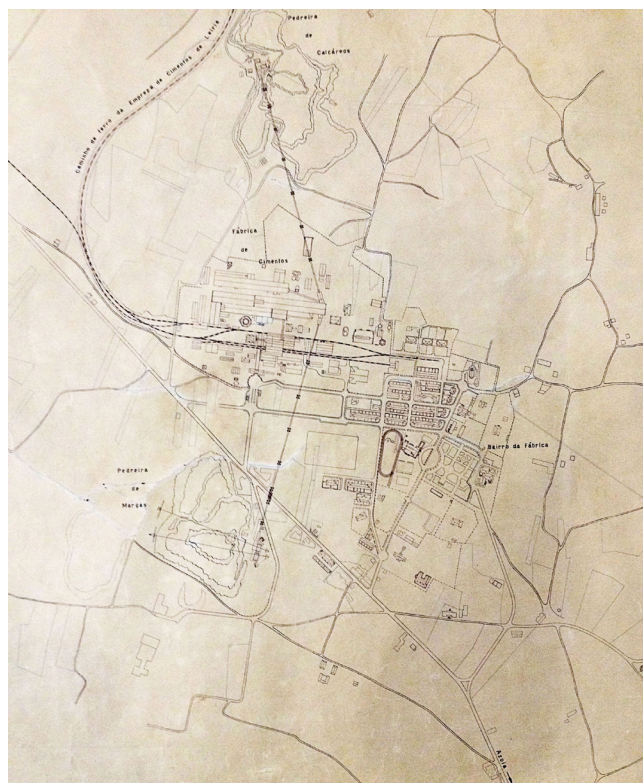 Pedreira
de
Calcáreos
Caminho de ferro da Empresa de Cimentos de Leiria
Fábrica
de
Cimentos
Bairro da Fábrica
Pedreira
de
Margas
Azoia